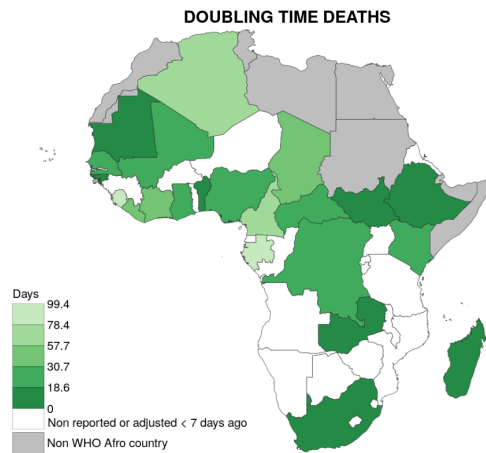 DOUBLING TIME DEATHS
Days
99.4
78.4
57.7
30.7
18.6
0
Non reported or adjusted < 7 days ago
Non WHO Afro country